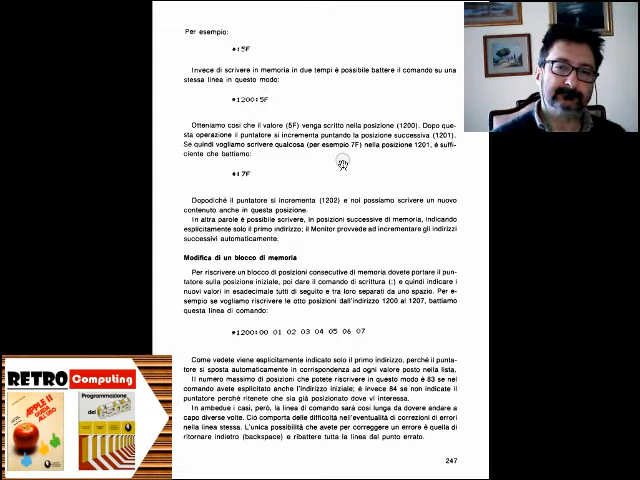 Per esempio:
*:5F
Invece di scrivere in memoria in due tempi è possibile battere il comando su una
stessa linea in questo modo:
*1200:5F
Otteniamo così che il valore (5F) venga scritto nella posizione (1200). Dopo que-
sta operazione il puntatore si incrementa puntando la posizione successiva (1201).
Se quindi vogliamo scrivere qualcosa (per esempio 7F) nella posizione 1201, è suffi-
ciente che battiamo:
*:7F
Dopodiché il puntatore si incrementa (1202) e noi possiamo scrivere un nuovo
contenuto anche in questa posizione.
In altra parole è possibile scrivere, in posizioni successive di memoria, indicando
esplicitamente solo il primo indirizzo; il Monitor provvede ad incrementare gli indirizzi
successivi automaticamente.
Modifica di un blocco di memoria
Per riscrivere un blocco di posizioni consecutive di memoria dovete portare il pun-
tatore sulla posizione iniziale, poi dare il comando di scrittura (:) e quindi indicare i
nuovi valori in esadecimale tutti di seguito e tra loro separati da uno spazio. Per e-
sempio se vogliamo riscrivere le otto posizioni dall'indirizzo 1200 al 1207, battiamo
questa linea di comando:
*1200:00 01 02 03 04 05 06 07
Come vedete viene esplicitamente indicato solo il primo indirizzo, perché il punta-
tore si sposta automaticamente in corrispondenza ad ogni valore posto nella lista.
Il numero massimo di posizioni che potete riscrivere in questo modo è 83 se nel
comando avete esplicitato anche l'indirizzo iniziale; è invece 84 se non indicate il
puntatore perché ritenete che sia già posizionato dove vi interessa.
In ambedue i casi, però, la linea di comando sarà così lunga da dovere andare a
capo diverse volte. Ciò comporta delle difficoltà nell'eventualità di correzioni di errori
nella linea stessa. L'unica possibilità che avete per correggere un errore è quella di
ritornare indietro (backspace) e ribattere tutta la linea dal punto errato.
247
RETRO Computing
APPLE II
GUIDA
ALL'USO
Programmazione
del